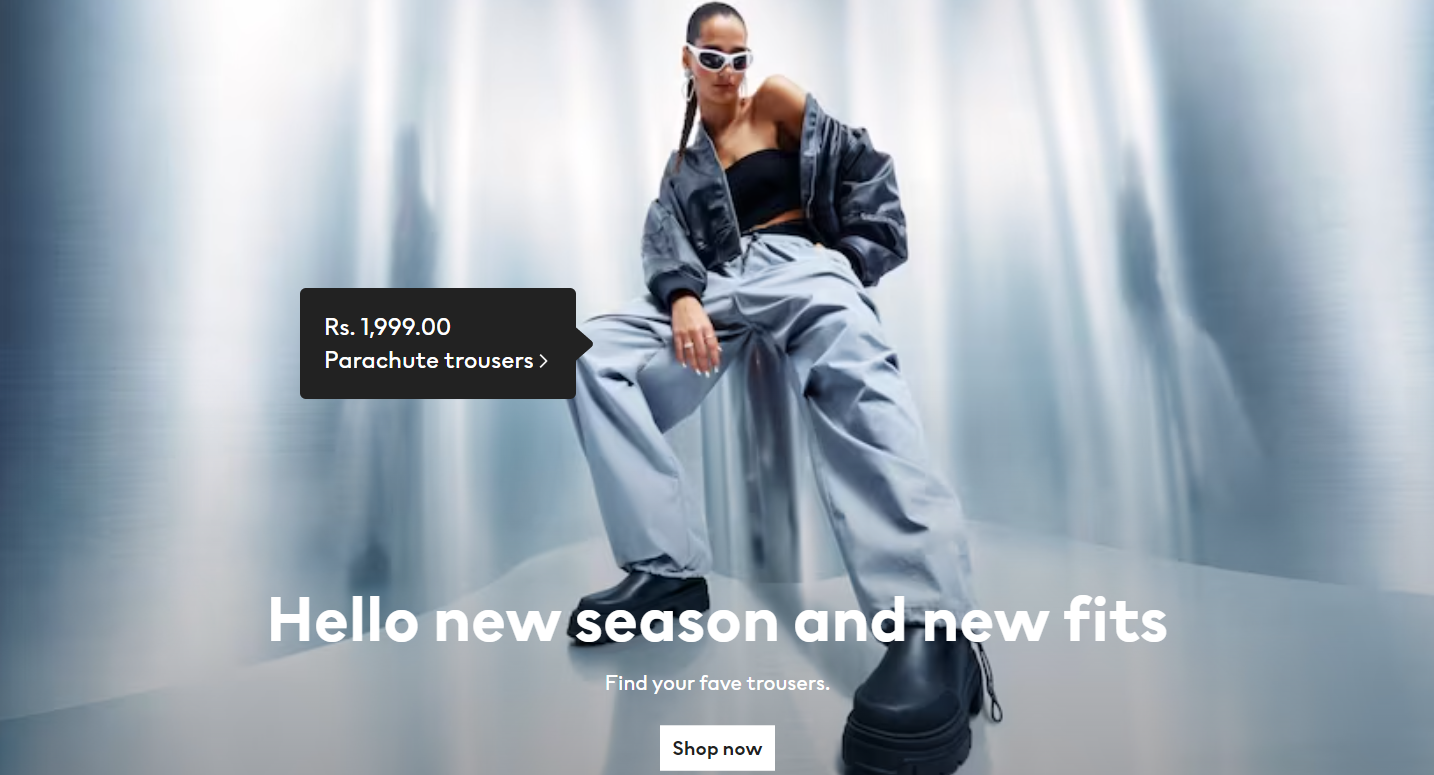 Rs. 1,999.00
Parachute trousers >
Hello new season and new fits
Find your fave trousers.
Shop now